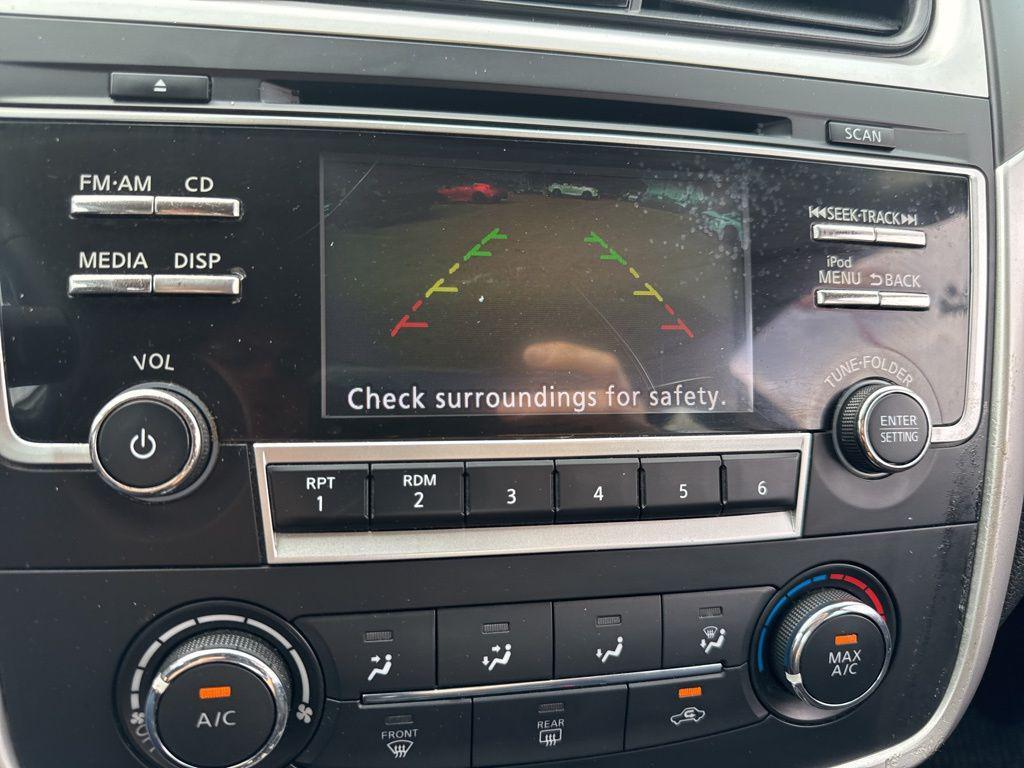 SCAN
FM·AM CD
MEDIA DISP
VOL
Check surroundings for safety.
SEEK·TRACK
iPod
MENU BACK
TUNE·FOLDER
ENTER
SETTING
RPT
1
RDM
2
3
4
5
6
A/C
MAX
A/C
FRONT
REAR